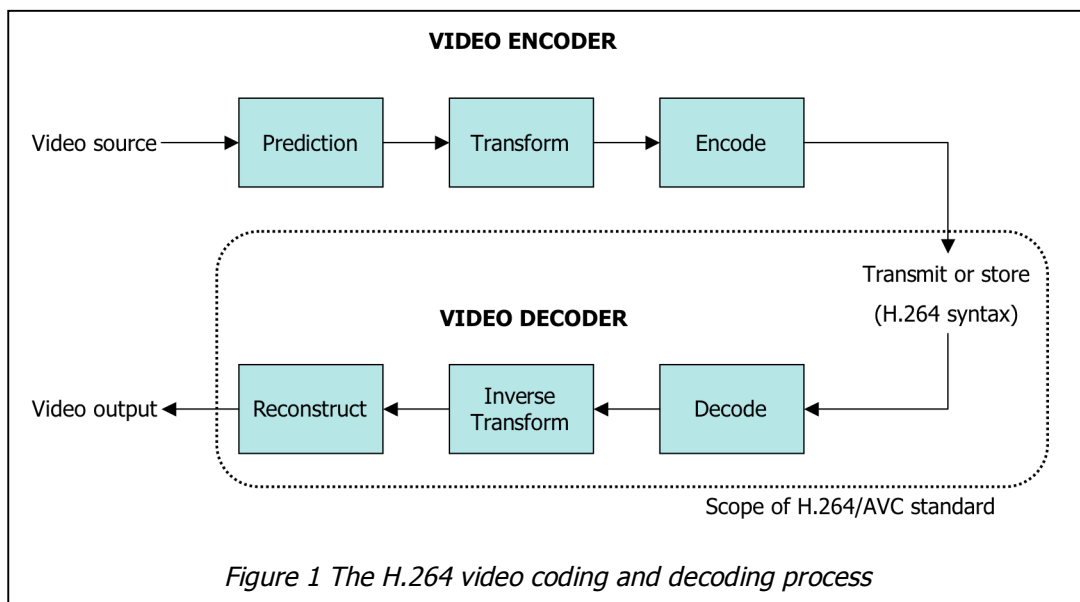 VIDEO ENCODER
Video source
Prediction
Transform
Encode
Transmit or store
(H.264 syntax)
VIDEO DECODER
Video output
Reconstruct
Inverse
Transform
Decode
Scope of H.264/AVC standard
Figure 1 The H.264 video coding and decoding process